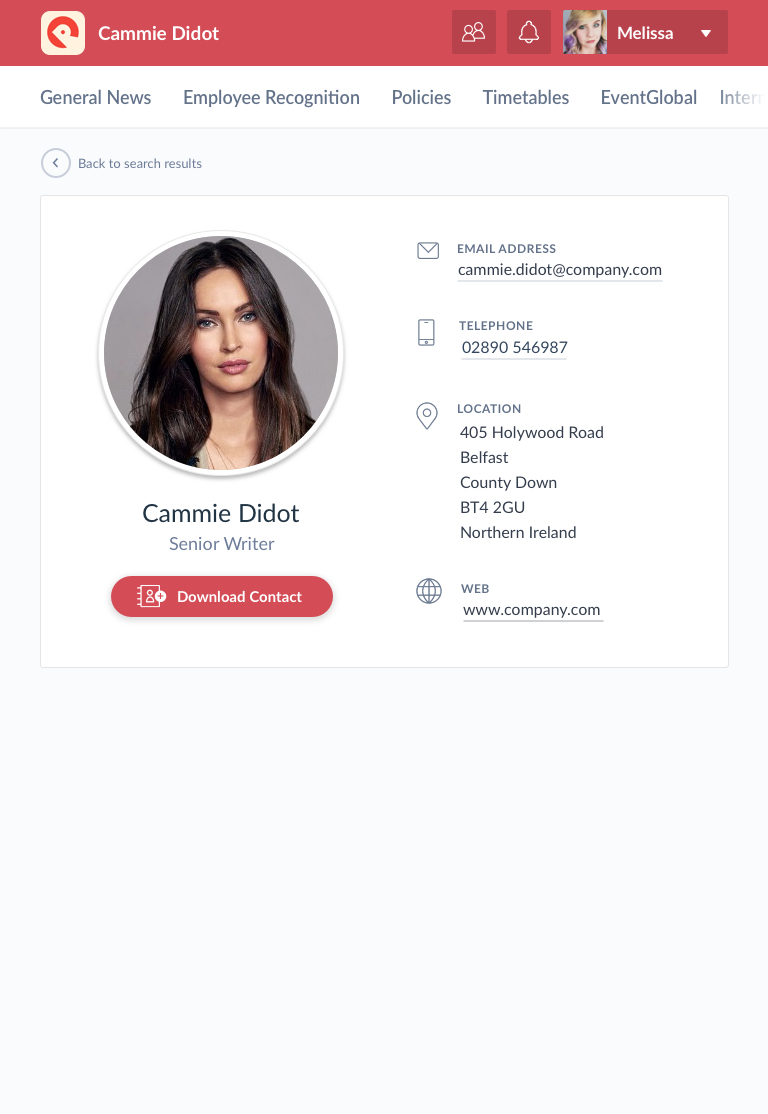 Cammie Didot
Melissa
General News Employee Recognition Policies Timetables EventGlobal
Back to search results
EMAIL ADDRESS
cammie.didot@company.com
TELEPHONE
02890 546987
LOCATION
405 Holywood Road
Belfast
County Down
BT4 2GU
Northern Ireland
Cammie Didot
Senior Writer
Download Contact
WEB
www.company.com